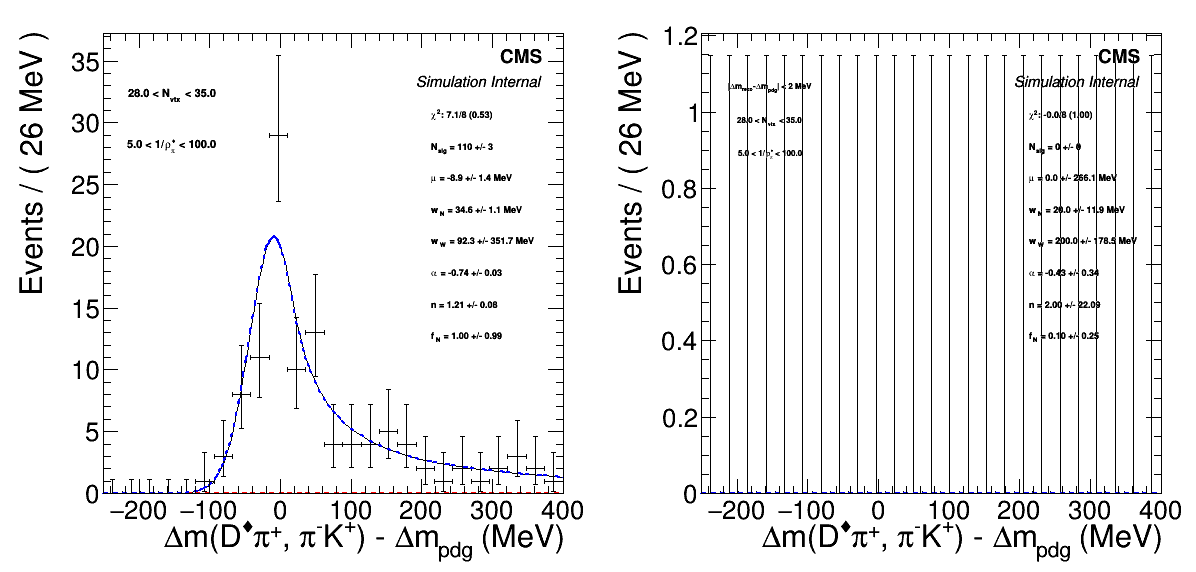 CMS
Simulation Internal
28.0 < N_vtx < 35.0
5.0 < 1/ρ*_π < 100.0
χ²: 7.1/8 (0.53)
N_sig = 110 +/- 3
μ = -8.9 +/- 1.4 MeV
w_N = 34.6 +/- 1.1 MeV
w_W = 92.3 +/- 351.7 MeV
α = -0.74 +/- 0.03
n = 1.21 +/- 0.08
f_N = 1.00 +/- 0.99
Events / ( 26 MeV )
35
30
25
20
15
10
5
0
−200 −100 0 100 200 300 400
Δm(D♦π⁺, π⁻K⁺) - Δm_pdg (MeV)
CMS
Simulation Internal
|Δm_reco-Δm_pdg| < 2 MeV
28.0 < N_vtx < 35.0
5.0 < 1/ρ*_π < 100.0
χ²: -0.0/8 (1.00)
N_sig = 0 +/- 0
μ = 0.0 +/- 256.1 MeV
w_N = 20.0 +/- 11.9 MeV
w_W = 200.0 +/- 178.5 MeV
α = -0.43 +/- 0.34
n = 2.00 +/- 22.09
f_N = 0.10 +/- 0.25
Events / ( 26 MeV )
1.2
1
0.8
0.6
0.4
0.2
0
−200 −100 0 100 200 300 400
Δm(D♦π⁺, π⁻K⁺) - Δm_pdg (MeV)